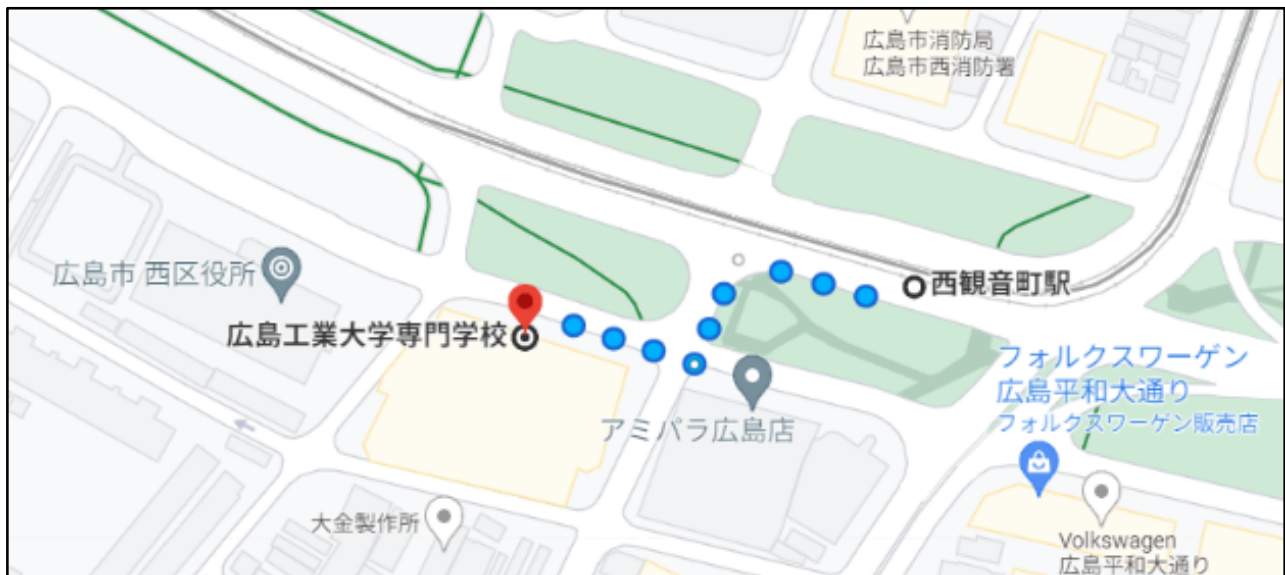 広島市消防局
広島市西消防署
西観音町駅
広島市 西区役所
広島工業大学専門学校
フォルクスワーゲン
広島平和大通り
フォルクスワーゲン販売店
アミパラ広島店
大金製作所
Volkswagen
広島平和大通り